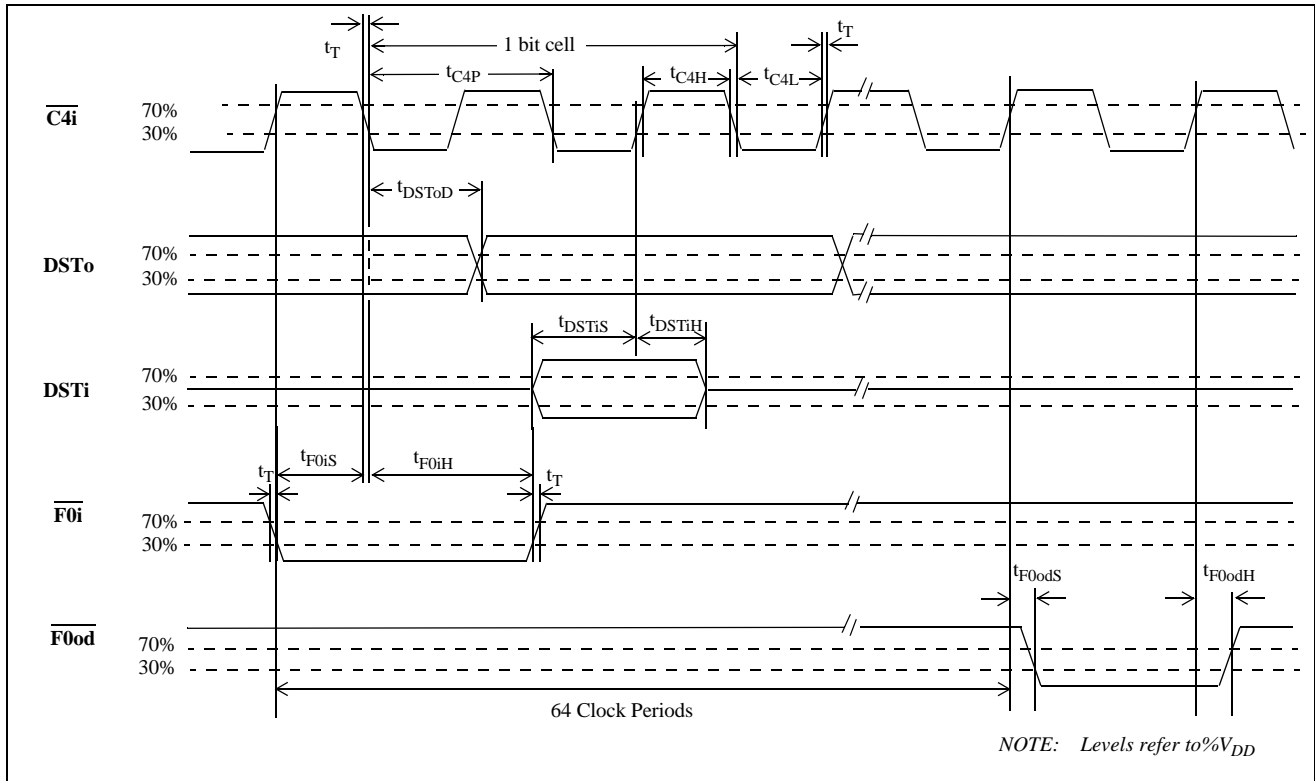 tT
1 bit cell
tT
tC4P
tC4H
tC4L
C4i
70%
30%
tDSToD
DSTo
70%
30%
tDSTiS
tDSTiH
DSTi
70%
30%
tT
tF0iS
tF0iH
tT
F0i
70%
30%
tF0odS
tF0odH
F0od
70%
30%
64 Clock Periods
NOTE: Levels refer to%VDD